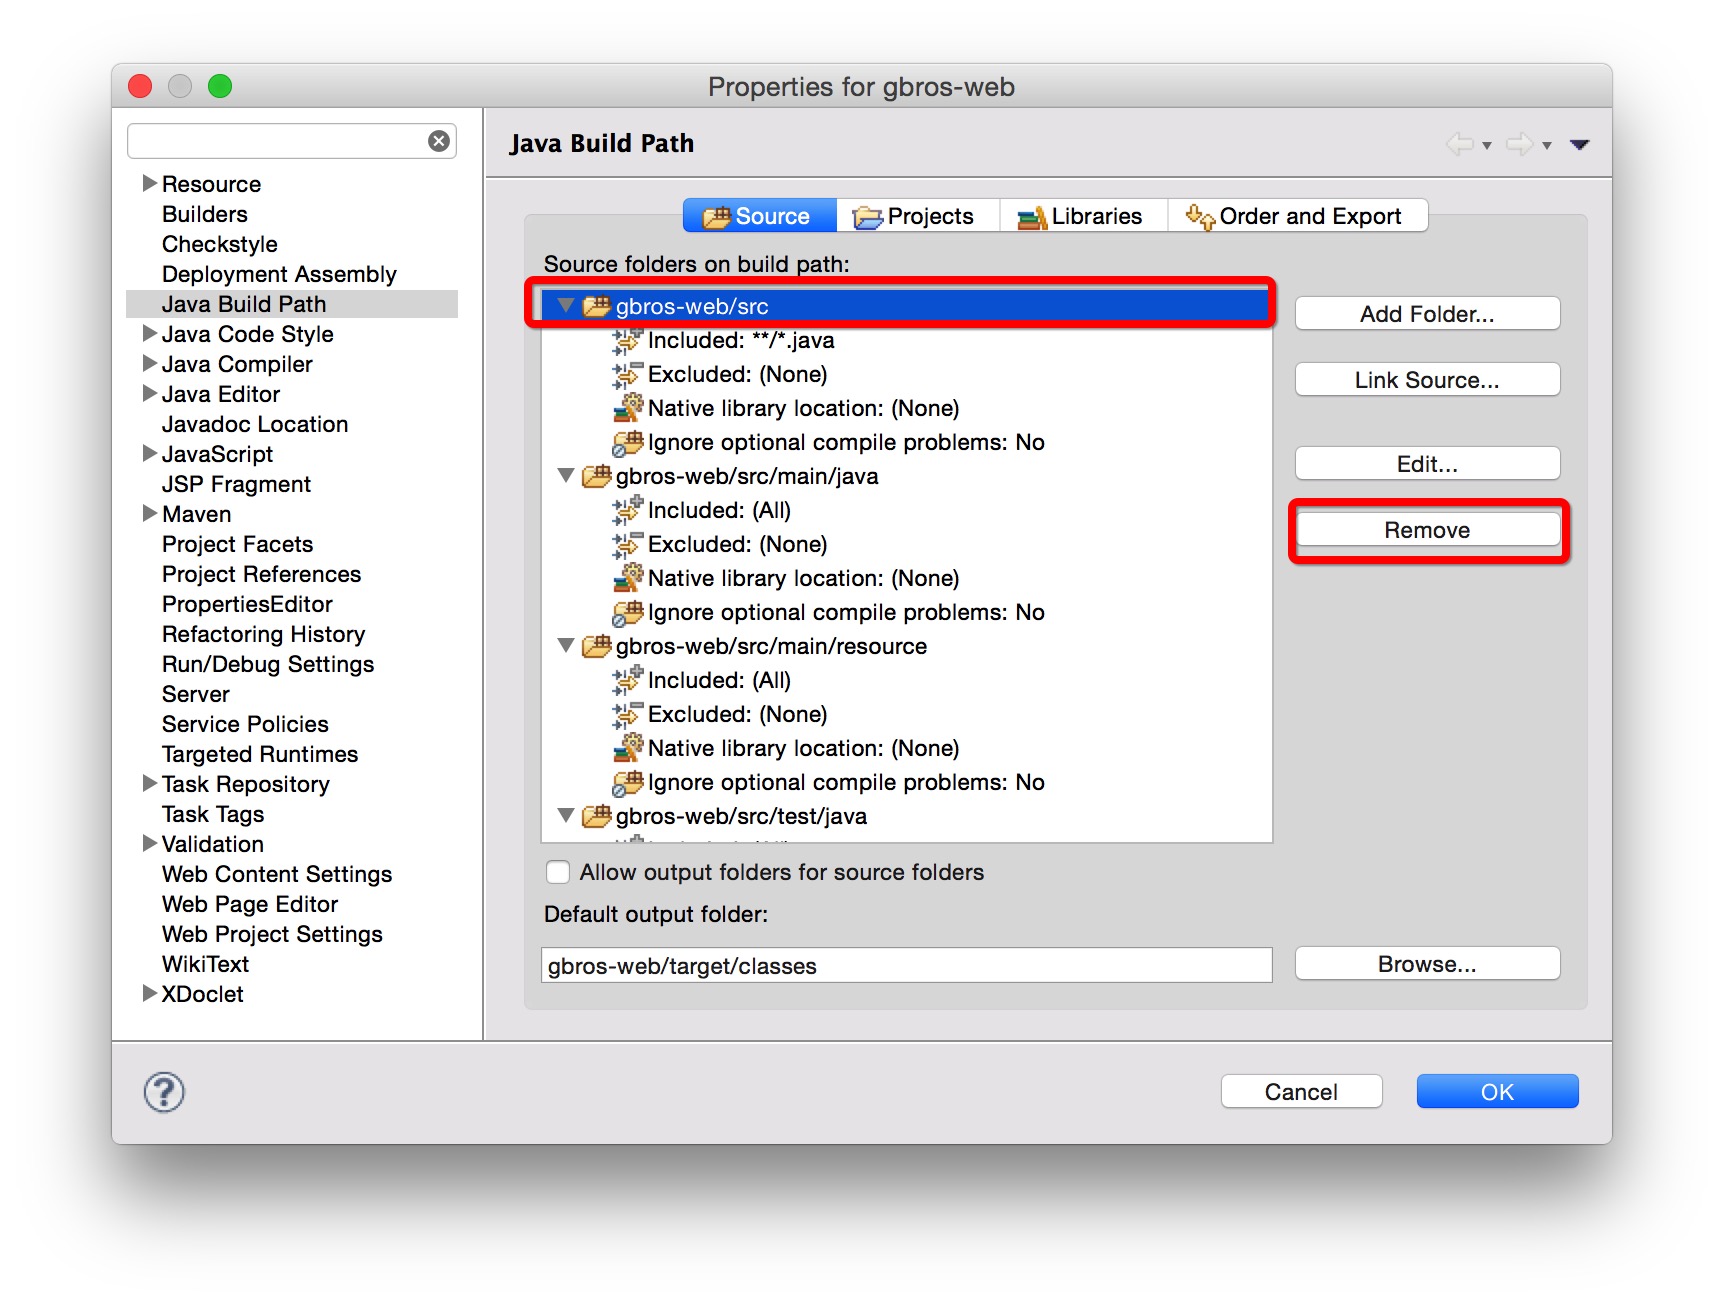 Properties for gbros-web
Resource
Builders
Checkstyle
Deployment Assembly
Java Build Path
Java Code Style
Java Compiler
Java Editor
Javadoc Location
JavaScript
JSP Fragment
Maven
Project Facets
Project References
PropertiesEditor
Refactoring History
Run/Debug Settings
Server
Service Policies
Targeted Runtimes
Task Repository
Task Tags
Validation
Web Content Settings
Web Page Editor
Web Project Settings
WikiText
XDoclet
Java Build Path
Source Projects Libraries Order and Export
Source folders on build path:
gbros-web/src
Included: **/*.java
Excluded: (None)
Native library location: (None)
Ignore optional compile problems: No
gbros-web/src/main/java
Included: (All)
Excluded: (None)
Native library location: (None)
Ignore optional compile problems: No
gbros-web/src/main/resource
Included: (All)
Excluded: (None)
Native library location: (None)
Ignore optional compile problems: No
gbros-web/src/test/java
Add Folder...
Link Source...
Edit...
Remove
Allow output folders for source folders
Default output folder:
gbros-web/target/classes
Browse...
?
Cancel
OK